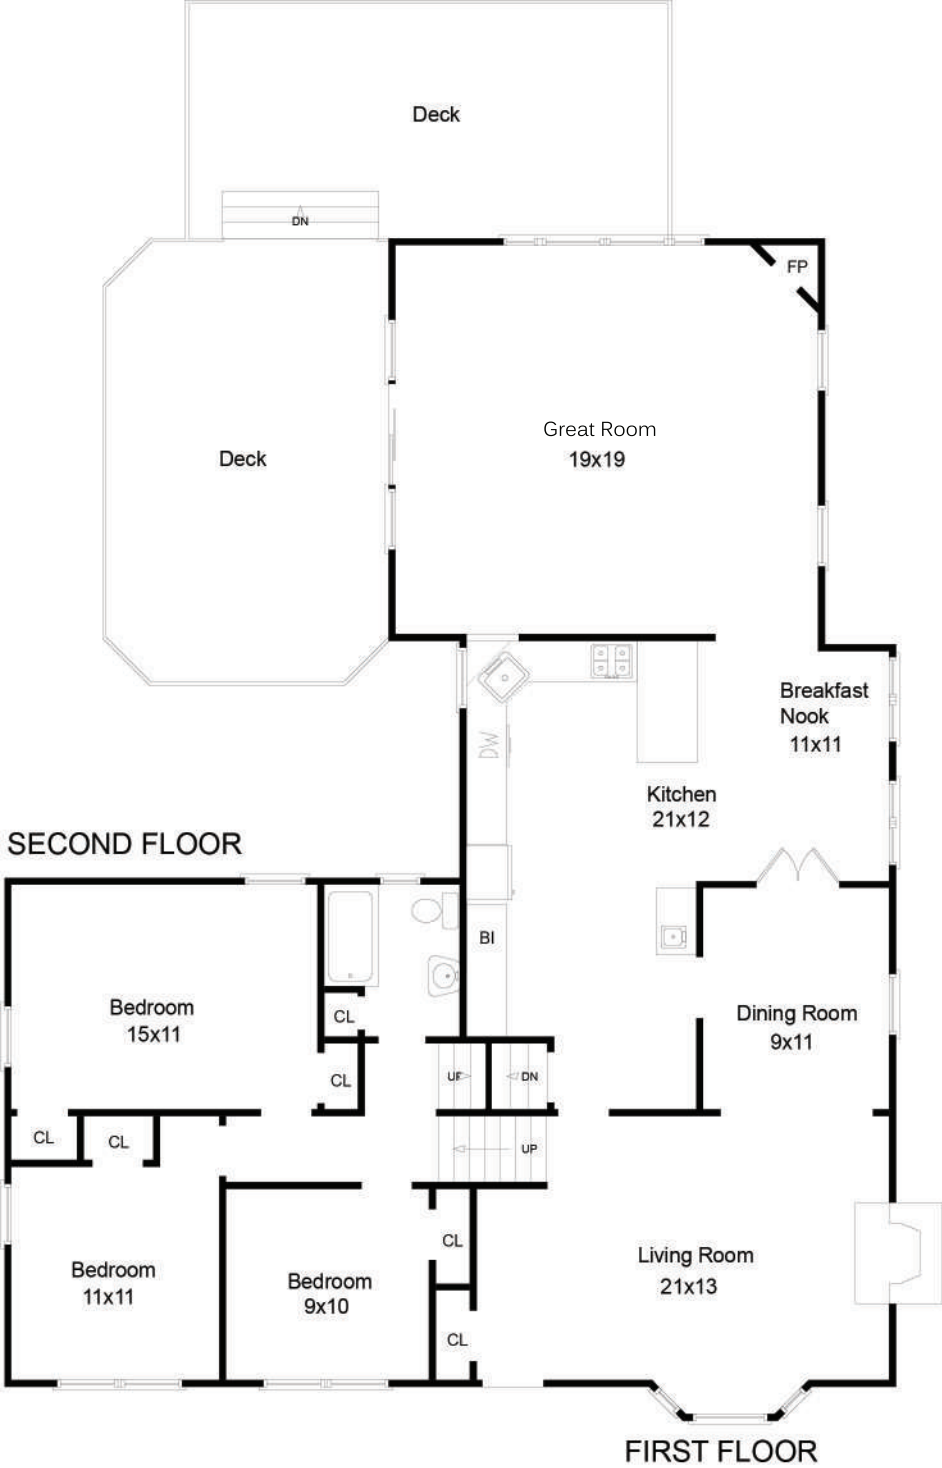 Deck
DN
FP
Great Room
19x19
Deck
Breakfast
Nook
11x11
DW
Kitchen
21x12
SECOND FLOOR
BI
Bedroom
15x11
CL
Dining Room
9x11
CL
UP
DN
CL
CL
UP
CL
Living Room
21x13
Bedroom
11x11
Bedroom
9x10
CL
FIRST FLOOR